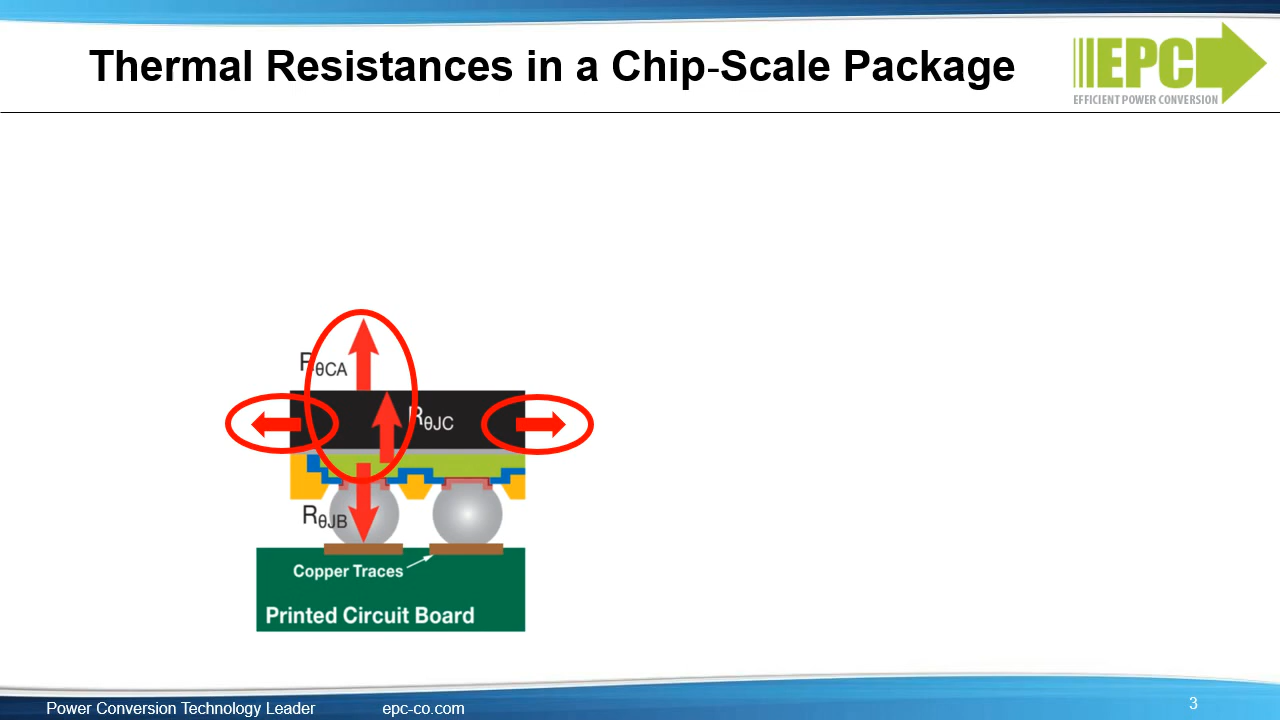 Thermal Resistances in a Chip-Scale Package
EPC
EFFICIENT POWER CONVERSION
RθCA
RθJC
RθJB
Copper Traces
Printed Circuit Board
Power Conversion Technology Leader epc-co.com
3